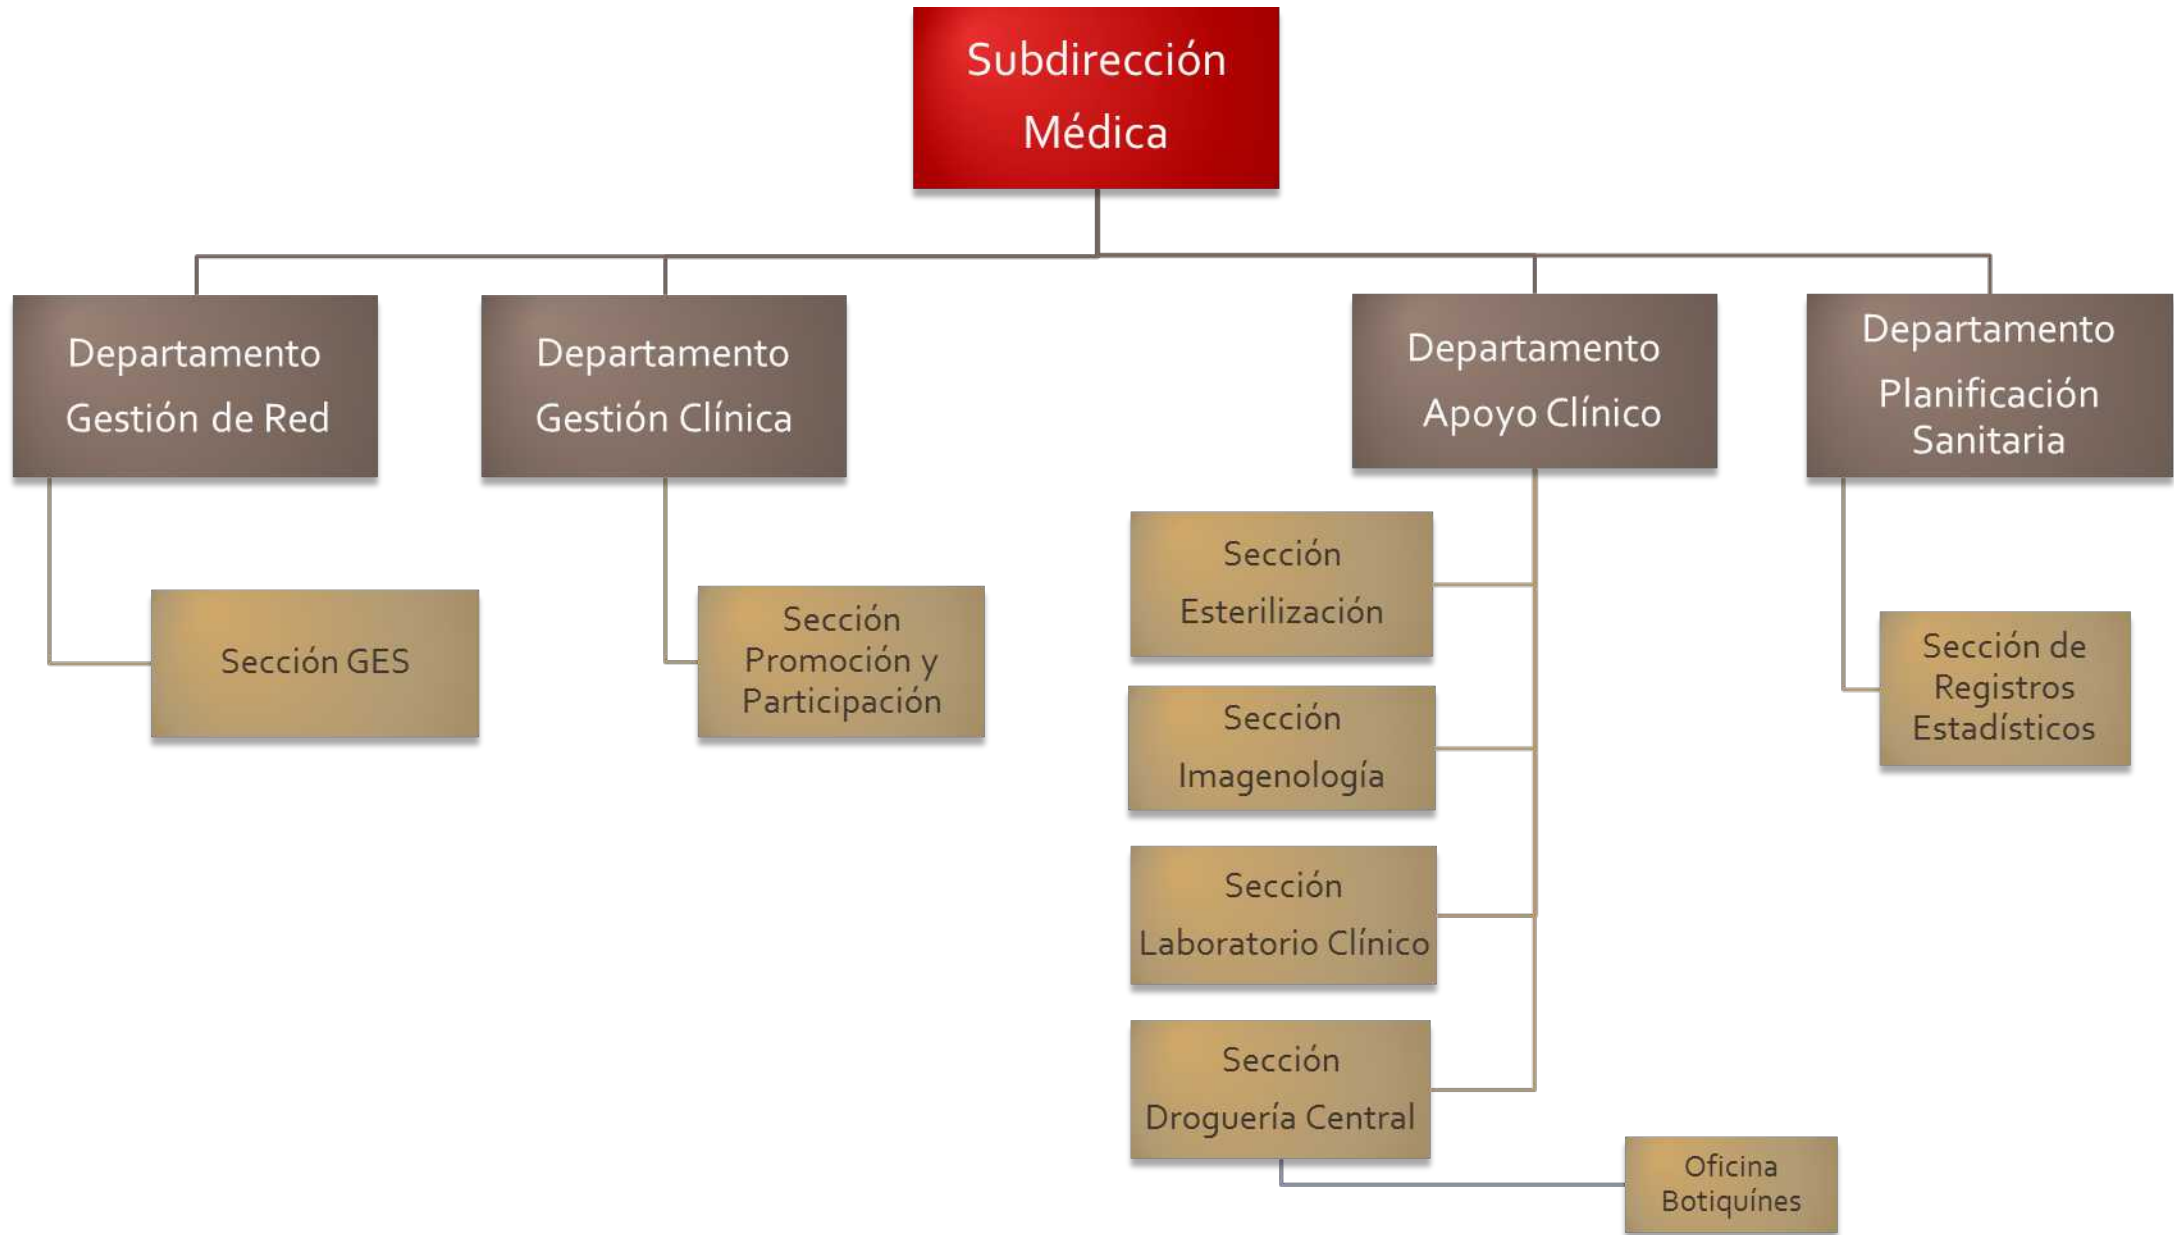 Subdirección
Médica
Departamento
Gestión de Red
Departamento
Gestión Clínica
Departamento
Apoyo Clínico
Departamento
Planificación
Sanitaria
Sección GES
Sección
Promoción y
Participación
Sección
Esterilización
Sección
Imagenología
Sección
Laboratorio Clínico
Sección
Droguería Central
Oficina
Botiquínes
Sección de
Registros
Estadísticos